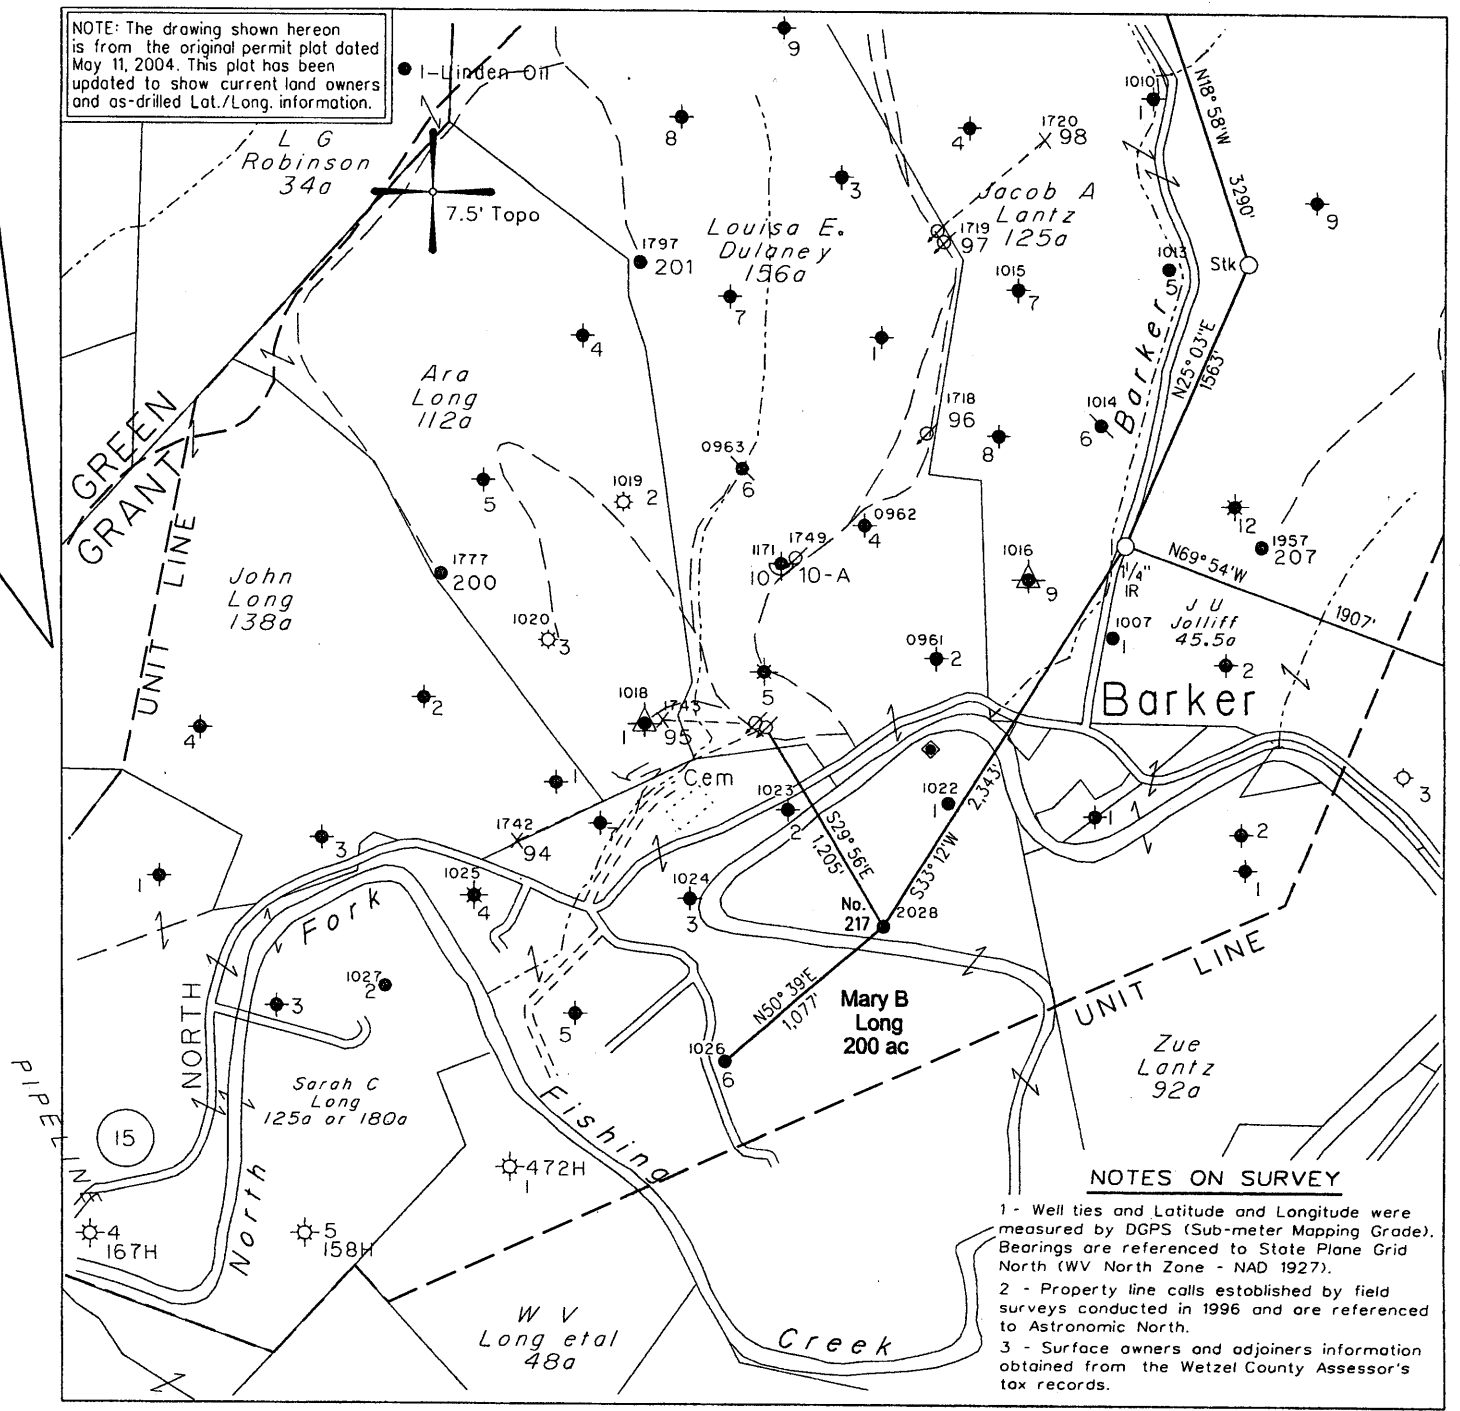 NOTE: The drawing shown hereon
is from the original permit plat dated
May 11, 2004. This plat has been
updated to show current land owners
and as-drilled Lat./Long. information.
1-Linden Oil
9
8
1720
98
4
1010
1
N18° 58'W
3290'
L G
Robinson
34a
7.5' Topo
3
Jacob A
Lantz
125a
9
Louisa E.
Dulaney
156a
1719
97
1797
201
1013
5
Stk
1015
7
7
4
1
Barker
N25° 03"E
1563'
Ara
Long
112a
1718
96
1014
6
8
GREEN
GRANT
0963
6
5
1019
2
12
0962
4
1957
207
UNIT LINE
1777
200
1171
10
1749
10-A
1016
9
1¼"
IR
N69° 54'W
1907'
John
Long
138a
1020
3
J U
Jolliff
45.5a
1007
1
0961
2
2
5
2
Barker
4
1018
1
1743
95
Cem
1
1023
2
1022
1
2,343'
S33° 12'W
3
1
2
1
S29° 56'E
1,205'
7
3
1742
94
1
1025
4
1024
3
No.
217
2028
Fork
UNIT LINE
1027
2
3
5
N50° 39'E
1,077'
Mary B
Long
200 ac
1026
6
NORTH
Zue
Lantz
92a
PIPELINE
Sarah C
Long
125a or 180a
Fishing
15
472H
1
North
4
167H
5
158H
W V
Long etal
48a
Creek
NOTES ON SURVEY
1 - Well ties and Latitude and Longitude were
measured by DGPS (Sub-meter Mapping Grade).
Bearings are referenced to State Plane Grid
North (WV North Zone - NAD 1927).
2 - Property line calls established by field
surveys conducted in 1996 and are referenced
to Astronomic North.
3 - Surface owners and adjoiners information
obtained from the Wetzel County Assessor's
tax records.